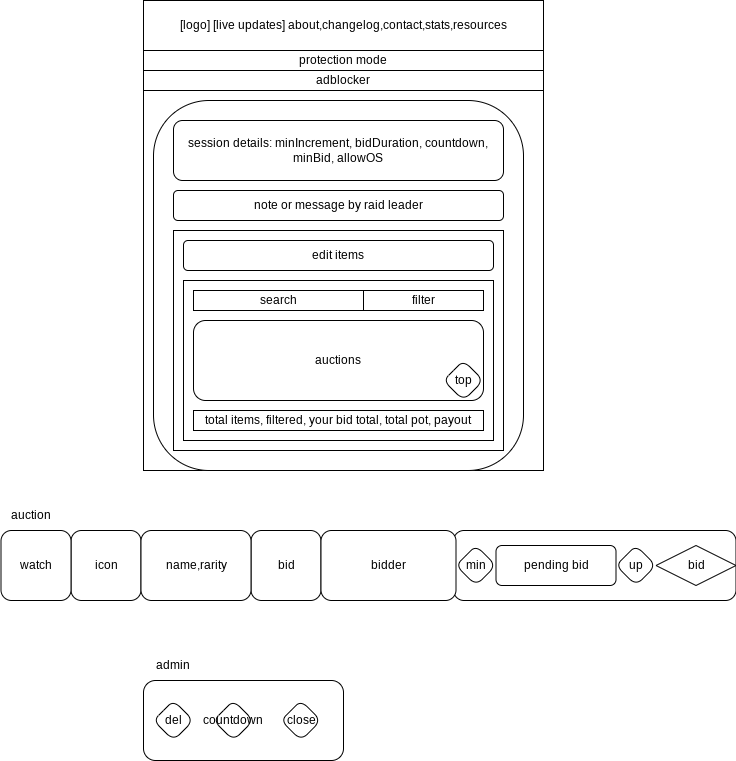 [logo] [live updates] about,changelog,contact,stats,resources
protection mode
adblocker
session details: minIncrement, bidDuration, countdown,
minBid, allowOS
note or message by raid leader
edit items
search filter
auctions
top
total items, filtered, your bid total, total pot, payout
auction
watch icon name,rarity bid bidder min pending bid up bid
admin
del countdown close